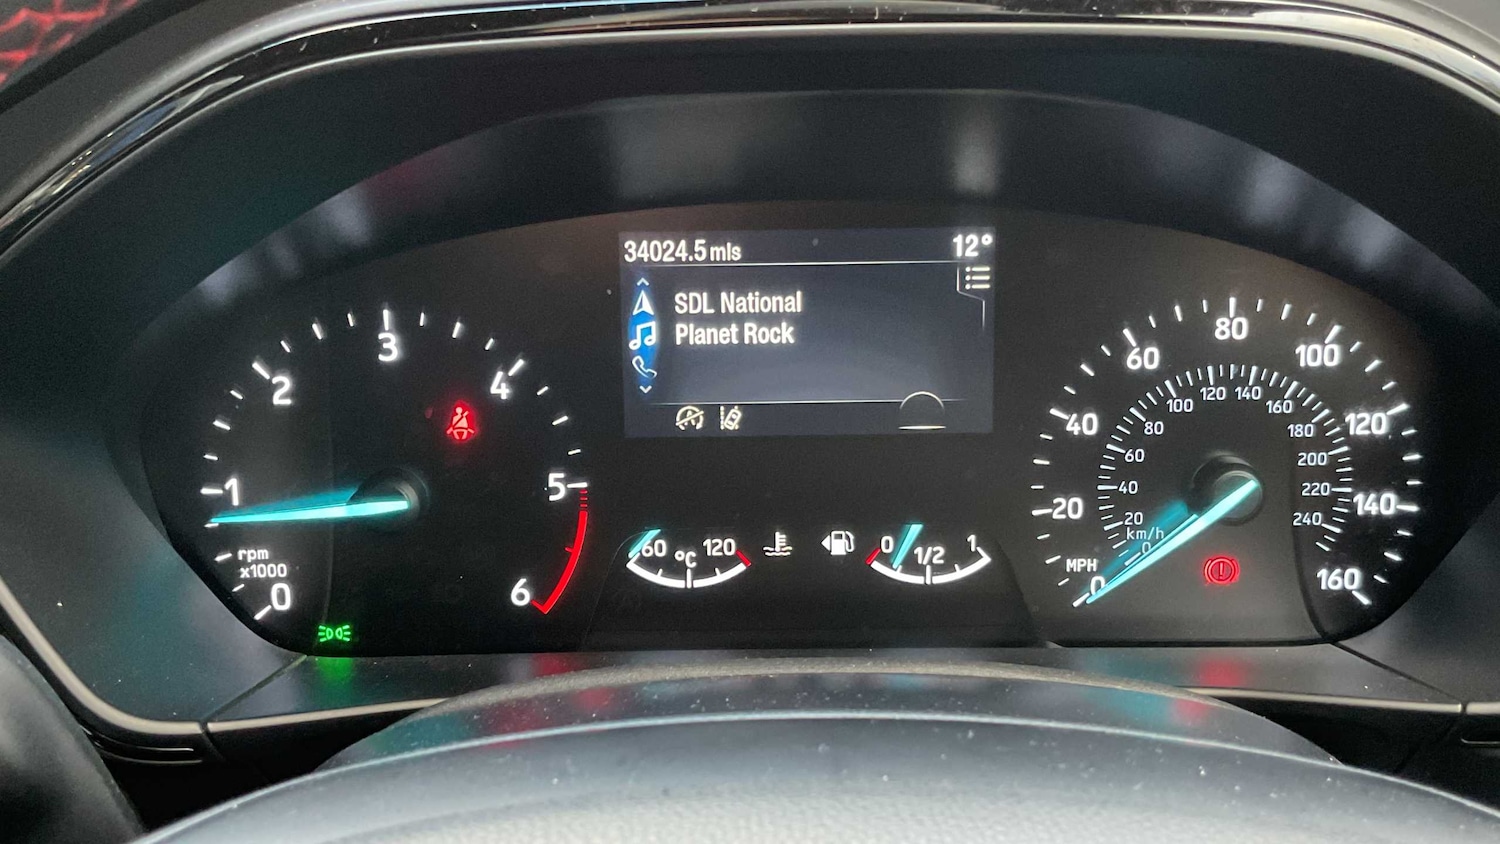 34024.5 mls 12°
SDL National
Planet Rock
0 1 2 3 4 5 6
rpm
x1000
60 °C 120
0 1/2 1
0 20 40 60 80 100 120 140 160
MPH
0 20 40 60 80 100 120 140 160 180 200 220 240
km/h